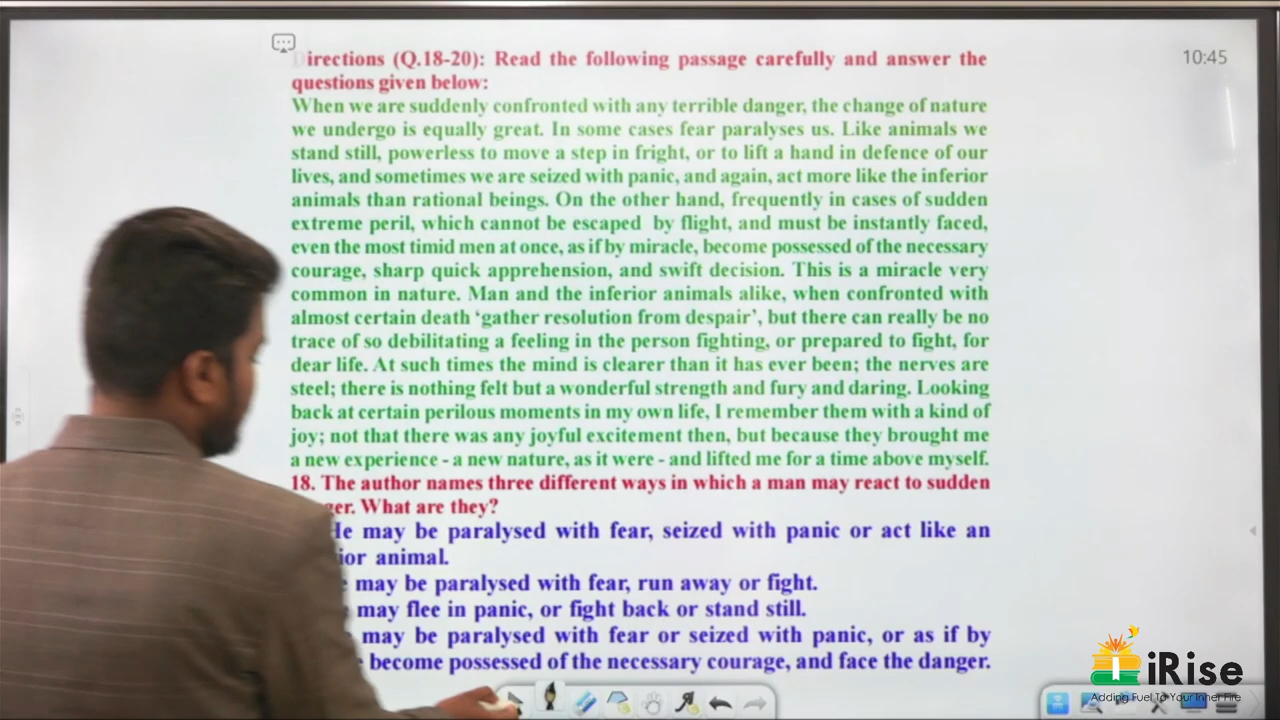 irections (Q.18-20): Read the following passage carefully and answer the
10:45
questions given below:
When we are suddenly confronted with any terrible danger, the change of nature
we undergo is equally great. In some cases fear paralyses us. Like animals we
stand still, powerless to move a step in fright, or to lift a hand in defence of our
lives, and sometimes we are seized with panic, and again, act more like the inferior
animals than rational beings. On the other hand, frequently in cases of sudden
extreme peril, which cannot be escaped by flight, and must be instantly faced,
even the most timid men at once, as if by miracle, become possessed of the necessary
courage, sharp quick apprehension, and swift decision. This is a miracle very
common in nature. Man and the inferior animals alike, when confronted with
almost certain death ‘gather resolution from despair’, but there can really be no
trace of so debilitating a feeling in the person fighting, or prepared to fight, for
dear life. At such times the mind is clearer than it has ever been; the nerves are
steel; there is nothing felt but a wonderful strength and fury and daring. Looking
back at certain perilous moments in my own life, I remember them with a kind of
joy; not that there was any joyful excitement then, but because they brought me
a new experience - a new nature, as it were - and lifted me for a time above myself.
18. The author names three different ways in which a man may react to sudden
ger. What are they?
He may be paralysed with fear, seized with panic or act like an
ior animal.
may be paralysed with fear, run away or fight.
may flee in panic, or fight back or stand still.
may be paralysed with fear or seized with panic, or as if by
become possessed of the necessary courage, and face the danger.
iRise
Adding Fuel To Your Inner Fire